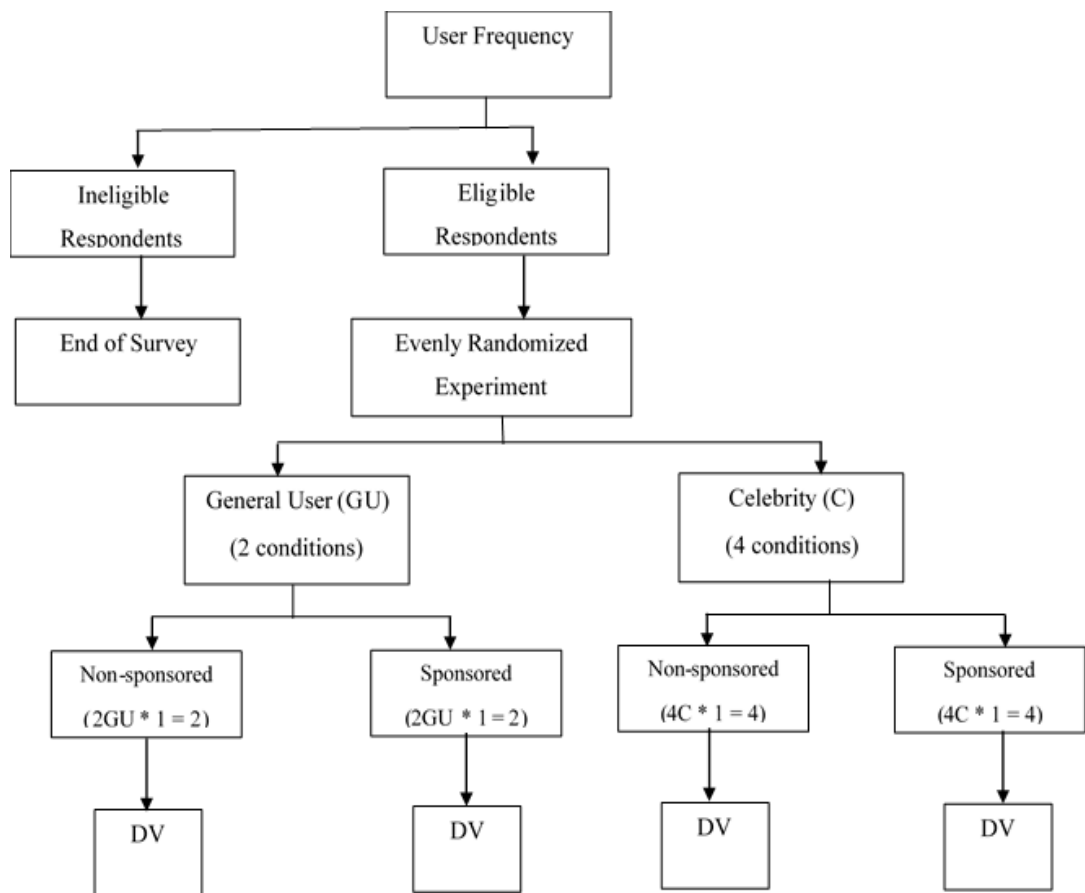 User Frequency
Ineligible
Respondents
Eligible
Respondents
End of Survey
Evenly Randomized
Experiment
General User (GU)
(2 conditions)
Celebrity (C)
(4 conditions)
Non-sponsored
(2GU * 1 = 2)
Sponsored
(2GU * 1 = 2)
Non-sponsored
(4C * 1 = 4)
Sponsored
(4C * 1 = 4)
DV
DV
DV
DV